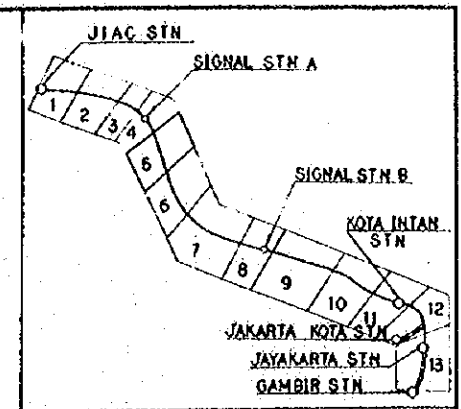 JIAC STN
SIGNAL STN A
1
2
3
4
5
6
SIGNAL STN B
7
8
9
KOTA INTAN
STN
10
11
12
JAKARTA KOTA STN
JAYAKARTA STN
13
GAMBIR STN